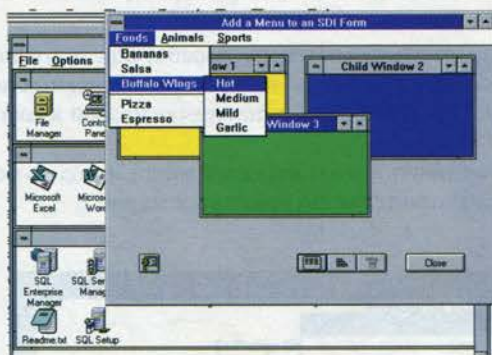 Add a Menu to an SDI Form
Foods Animals Sports
Bananas
Salsa
Buffalo Wings
Pizza
Espresso
Hot
Medium
Mild
Garlic
Child Window 2
Window 3
File Options
File
Manager
Microsoft
Excel
SQL
Enterprise
Manager
Readme.txt
SQL Setup
Close